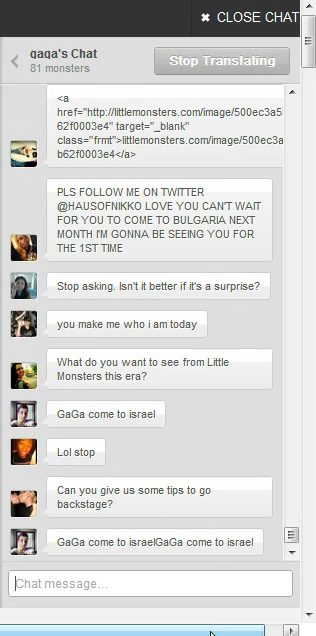 ✖ CLOSE CHAT
gaga's Chat
81 monsters
Stop Translating
<a
href="http://littlemonsters.com/image/500ec3a5
62f0003e4" target="_blank"
class="frmt">littlemonsters.com/image/500ec3a
b62f0003e4</a>
PLS FOLLOW ME ON TWITTER
@HAUSOFNIKKO LOVE YOU CAN'T WAIT
FOR YOU TO COME TO BULGARIA NEXT
MONTH I'M GONNA BE SEEING YOU FOR
THE 1ST TIME
Stop asking. Isn't it better if it's a surprise?
you make me who i am today
What do you want to see from Little
Monsters this era?
GaGa come to israel
Lol stop
Can you give us some tips to go
backstage?
GaGa come to israelGaGa come to israel
Chat message...